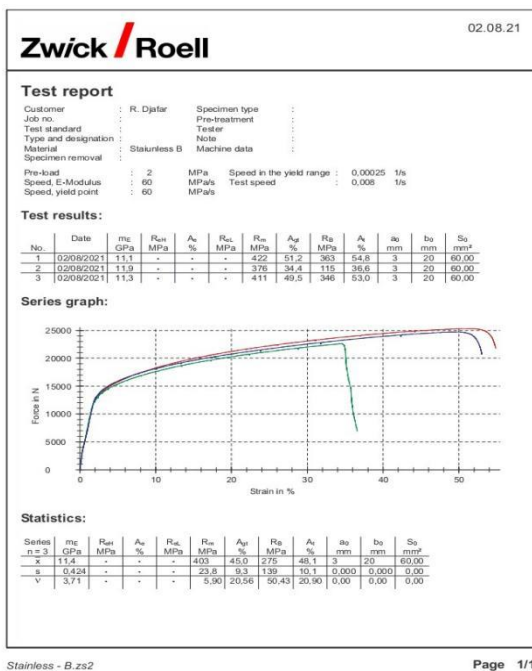 02.08.21
Zwick / Roell
Test report
Customer : R. Djafar Specimen type :
Job no. : Pre-treatment :
Test standard : Tester :
Type and designation : Note :
Material : Staiunless B Machine data :
Specimen removal :
Pre-load : 2 MPa Speed in the yield range : 0,00025 1/s
Speed, E-Modulus : 60 MPa/s Test speed : 0,008 1/s
Speed, yield point : 60 MPa/s
Test results:
Date mE ReH Ae ReL Rm Agt RB At a0 b0 S0
No. GPa MPa % MPa MPa % MPa % mm mm mm²
1 02/08/2021 11,1 - - - 422 51,2 363 54,8 3 20 60,00
2 02/08/2021 11,9 - - - 376 34,4 115 36,6 3 20 60,00
3 02/08/2021 11,3 - - - 411 49,5 346 53,0 3 20 60,00
Series graph:
25000
20000
15000
10000
5000
0
Force in N
0 10 20 30 40 50
Strain in %
Statistics:
Series mE ReH Ae ReL Rm Agt RB At a0 b0 S0
n = 3 GPa MPa % MPa MPa % MPa % mm mm mm²
x̄ 11,4 - - - 403 45,0 275 48,1 3 20 60,00
s 0,424 - - - 23,8 9,3 139 10,1 0,000 0,000 0,00
ν 3,71 - - - 5,90 20,56 50,43 20,90 0,00 0,00 0,00
Stainless - B.zs2 Page 1/1